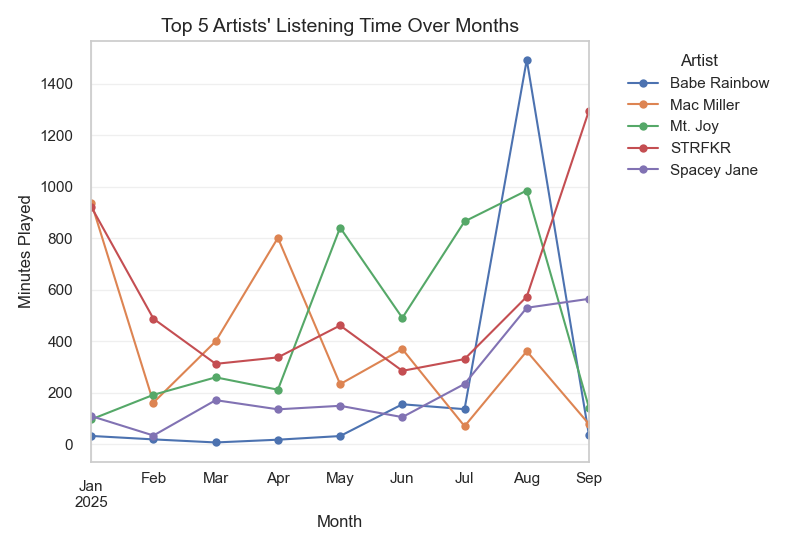 Top 5 Artists' Listening Time Over Months
Minutes Played
1400
1200
1000
800
600
400
200
0
Jan
2025
Feb
Mar
Apr
May
Jun
Jul
Aug
Sep
Month
Artist
Babe Rainbow
Mac Miller
Mt. Joy
STRFKR
Spacey Jane